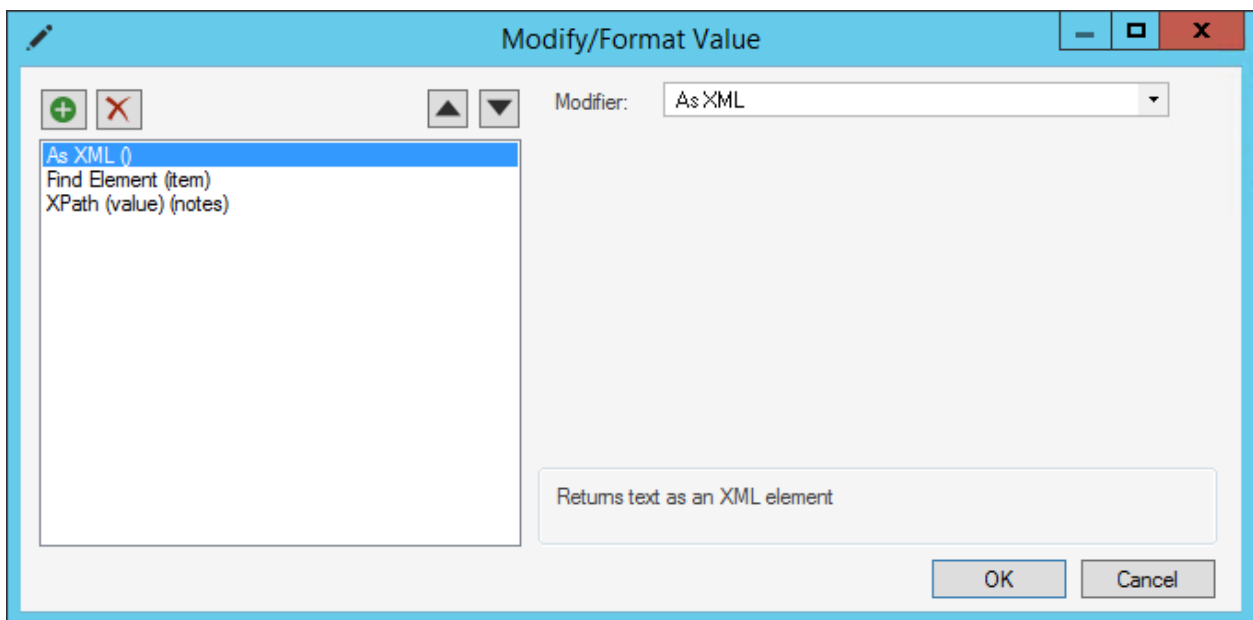 Modify/Format Value
Modifier:
As XML
As XML ()
Find Element (item)
XPath (value) (notes)
Returns text as an XML element
OK
Cancel